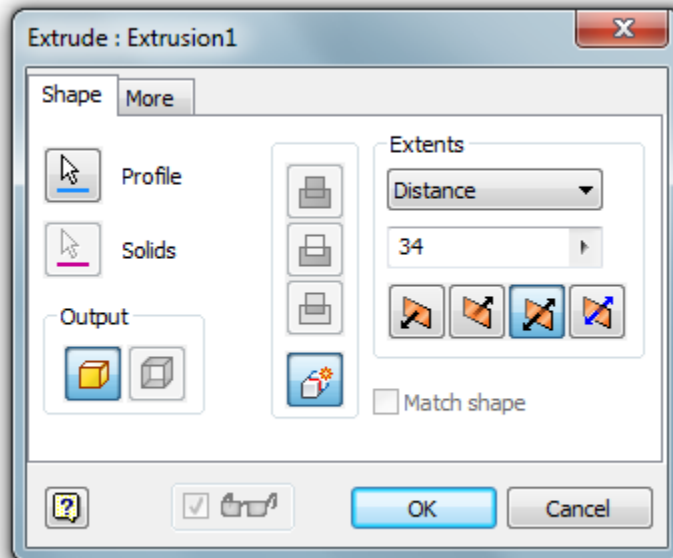 Extrude : Extrusion1
Shape
More
Profile
Solids
Output
Extents
Distance
34
Match shape
?
OK
Cancel